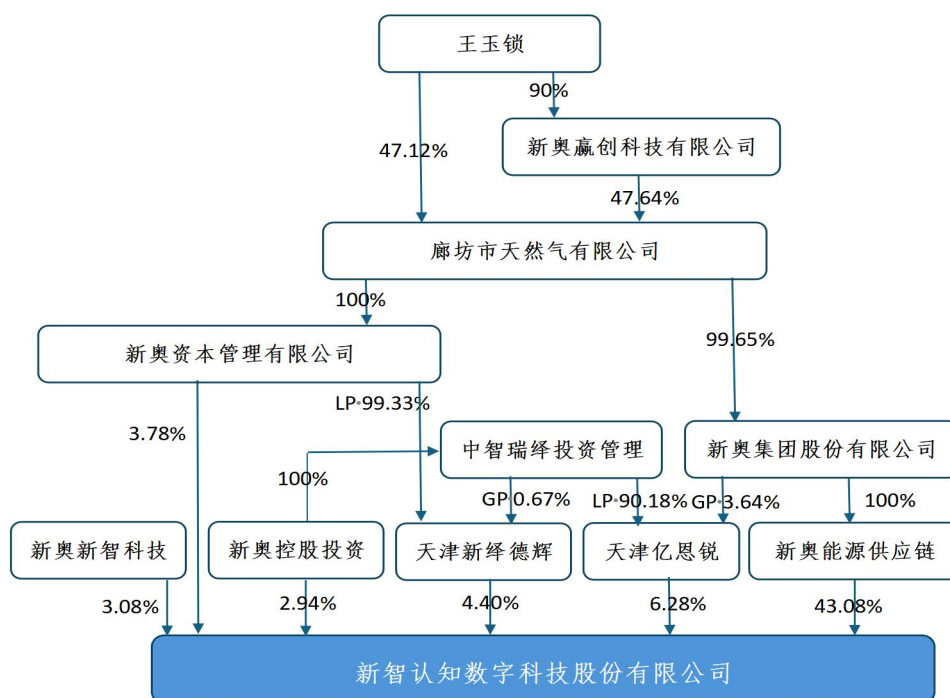 王玉锁
90%
新奥赢创科技有限公司
47.12%
47.64%
廊坊市天然气有限公司
100%
99.65%
新奥资本管理有限公司
LP·99.33%
3.78%
中智瑞绎投资管理
新奥集团股份有限公司
100%
GP·0.67%
LP·90.18%
GP·3.64%
100%
新奥新智科技
新奥控股投资
天津新绎德辉
天津亿恩锐
新奥能源供应链
3.08%
2.94%
4.40%
6.28%
43.08%
新智认知数字科技股份有限公司